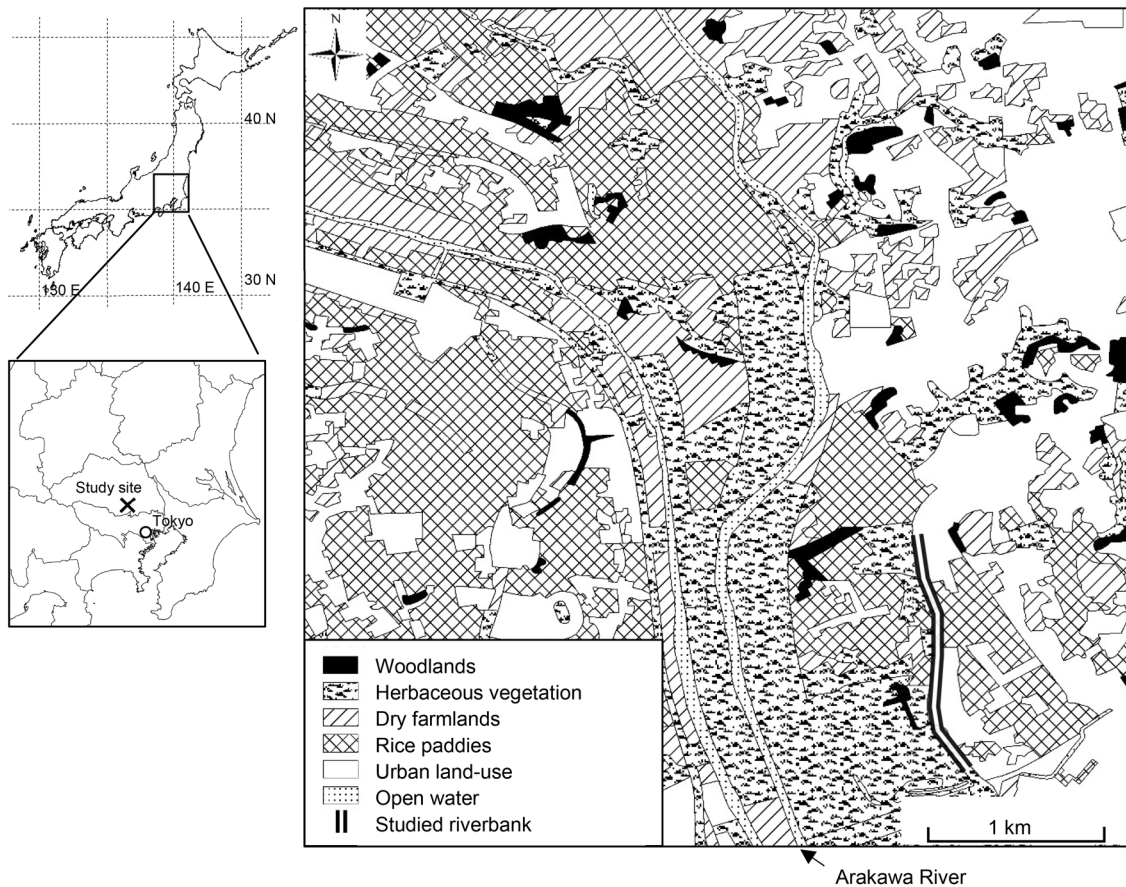 N
40 N
30 N
130 E
140 E
Study site
Tokyo
Woodlands
Herbaceous vegetation
Dry farmlands
Rice paddies
Urban land-use
Open water
Studied riverbank
1 km
Arakawa River